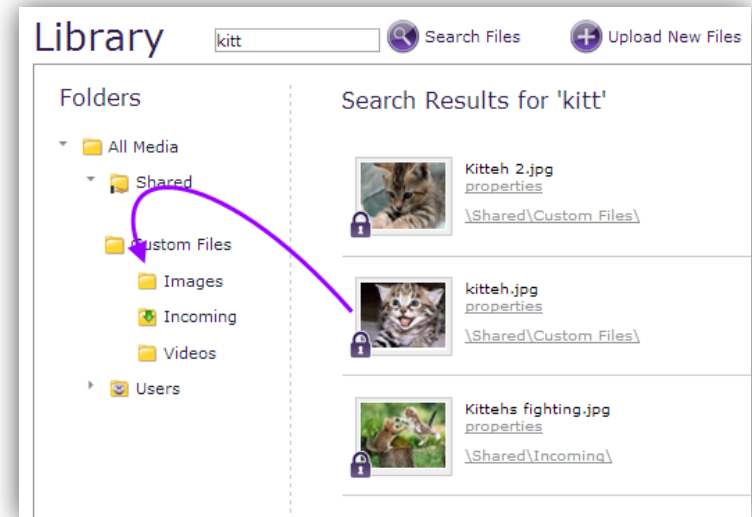 Library
kitt
Search Files
Upload New Files
Folders
All Media
Shared
Custom Files
Images
Incoming
Videos
Users
Search Results for 'kitt'
Kitteh 2.jpg
properties
\Shared\Custom Files\
kitteh.jpg
properties
\Shared\Custom Files\
Kittehs fighting.jpg
properties
\Shared\Incoming\